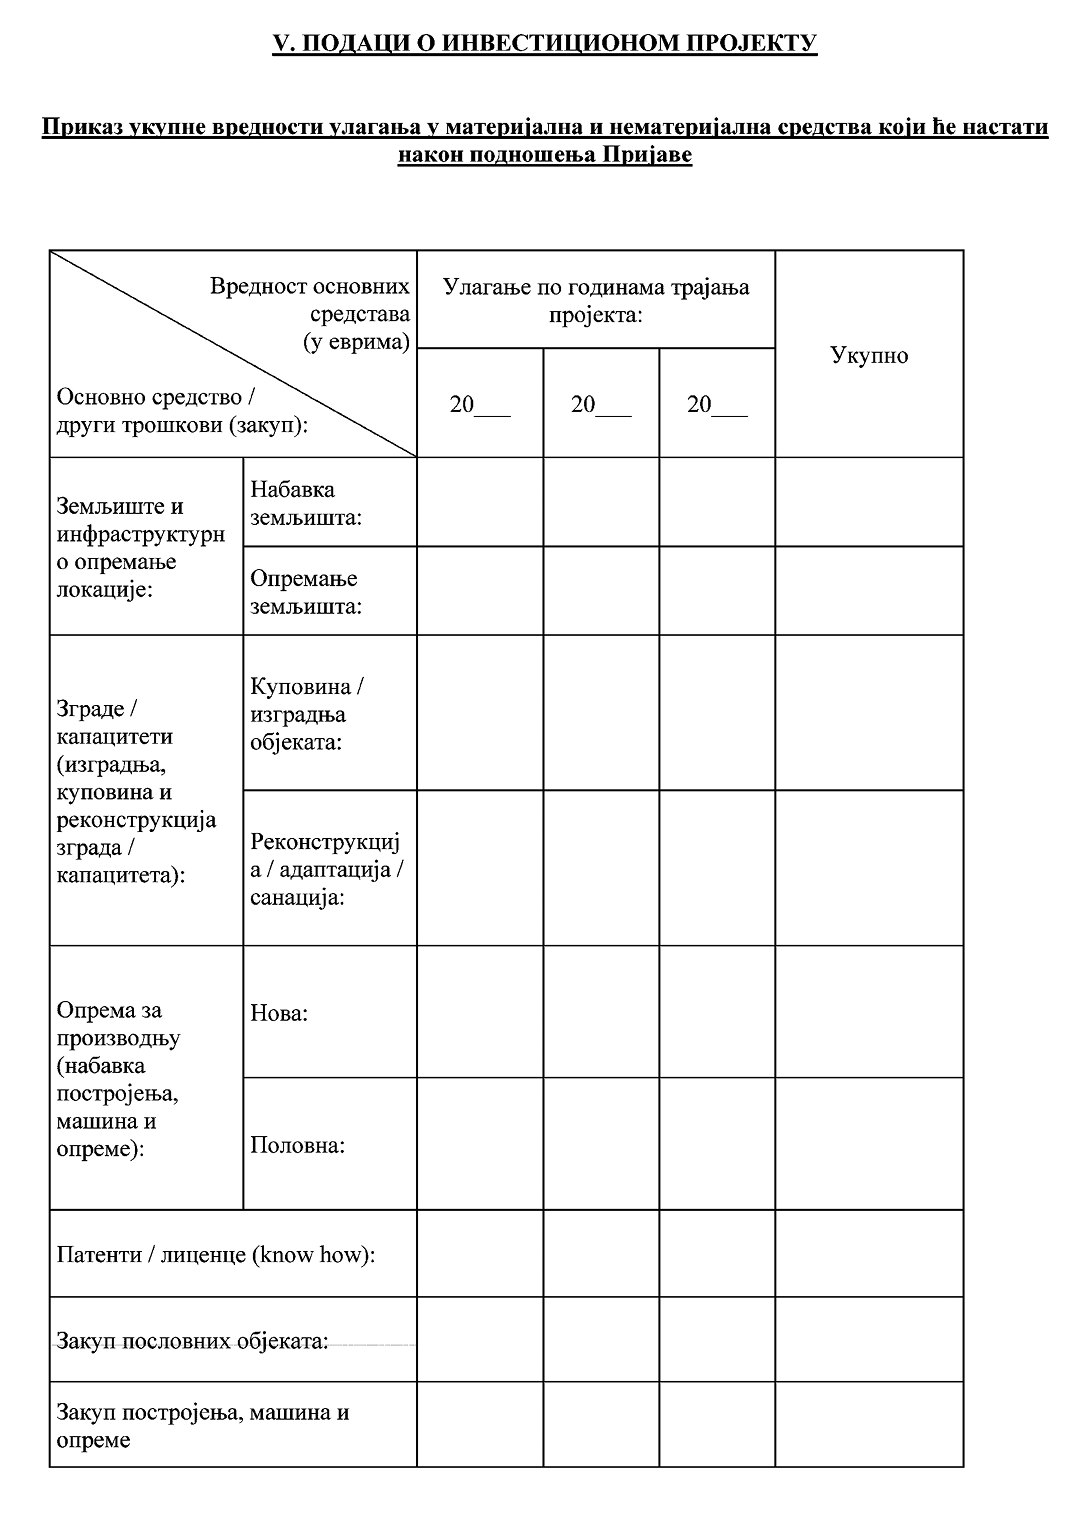 V. ПОДАЦИ О ИНВЕСТИЦИОНОМ ПРОЈЕКТУ
Приказ укупне вредности улагања у материјална и нематеријална средства који ће настати
након подношења Пријаве
Вредност основних
средстава
(у еврима)
Основно средство /
други трошкови (закуп):
Улагање по годинама трајања
пројекта:
Укупно
20___ 20___ 20___
Земљиште и
инфраструктурн
о опремање
локације:
Набавка
земљишта:
Опремање
земљишта:
Зграде /
капацитети
(изградња,
куповина и
реконструкција
зграда /
капацитета):
Куповина /
изградња
објеката:
Реконструкциј
а / адаптација /
санација:
Опрема за
производњу
(набавка
постројења,
машина и
опреме):
Нова:
Половна:
Патенти / лиценце (know how):
Закуп пословних објеката:
Закуп постројења, машина и
опреме